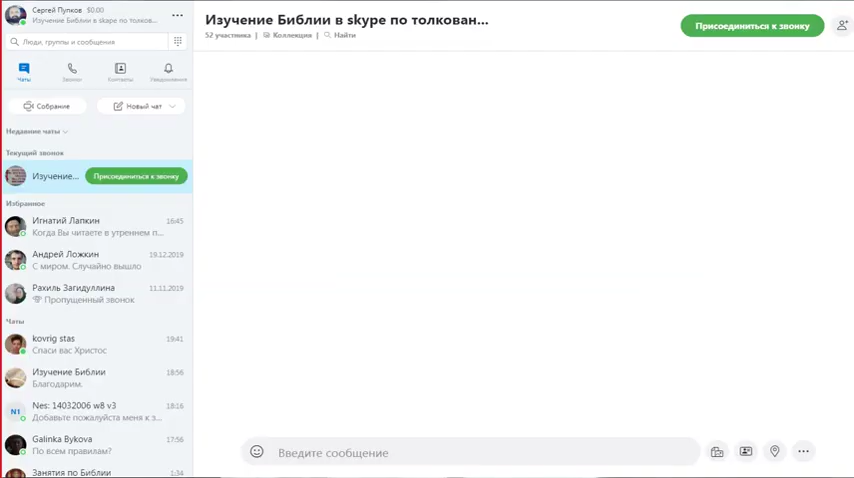 Сергей Пупков $0.00
Изучение Библии в skype по толков...
Люди, группы и сообщения
Чаты
Звонки
Контакты
Уведомления
Собрание
Новый чат
Недавние чаты
Текущий звонок
Изучение...
Присоединиться к звонку
Избранное
Игнатий Лапкин 16:45
Когда Вы читаете в утреннем п...
Андрей Ложкин 19.12.2019
С миром. Случайно вышло
Рахиль Загидуллина 11.11.2019
Пропущенный звонок
Чаты
kovrig stas 19:41
Спаси вас Христос
Изучение Библии 18:56
Благодарим.
N1
Nes: 14032006 w8 v3 18:16
Добавьте пожалуйста меня к з...
Galinka Bykova 17:56
По всем правилам?
Занятия по Библии 1:34
Изучение Библии в skype по толкован...
52 участника | Коллекция | Найти
Присоединиться к звонку
Введите сообщение